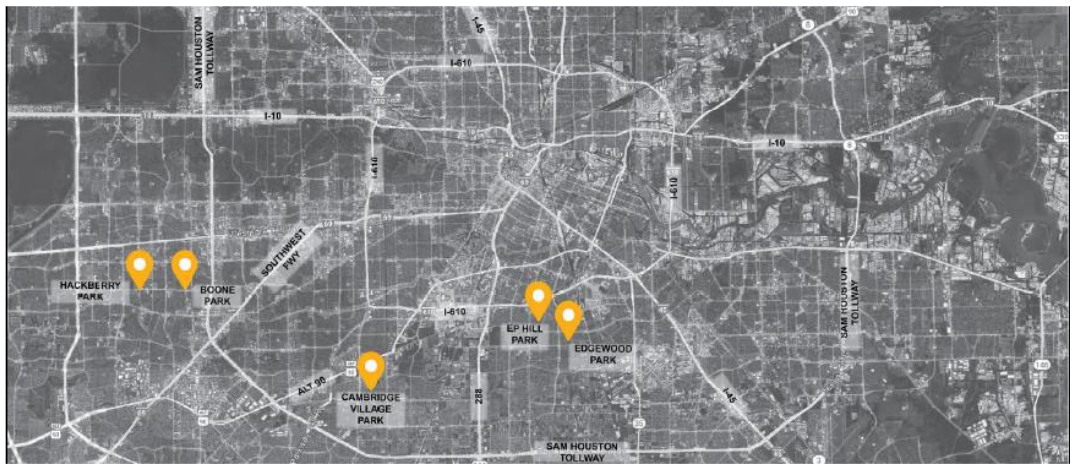 I-45
SAM HOUSTON
TOLLWAY
I-610
I-10
I-10
I-610
I-610
SOUTHWEST
FWY
HACKBERRY
PARK
BOONE
PARK
I-610
EP HILL
PARK
EDGEWOOD
PARK
SAM HOUSTON
TOLLWAY
ALT 90
CAMBRIDGE
VILLAGE
PARK
288
I-45
SAM HOUSTON
TOLLWAY